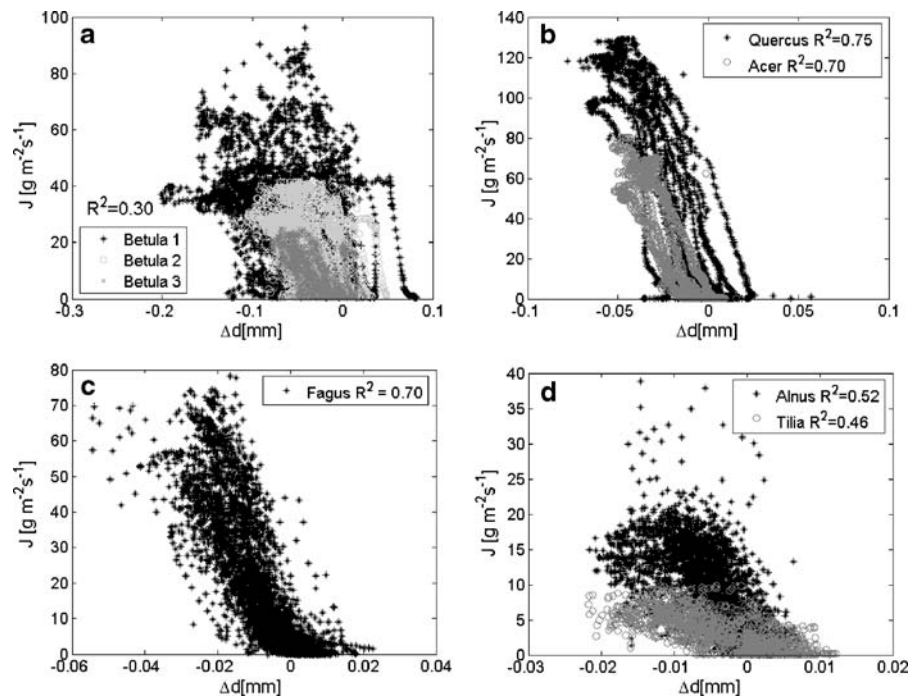 a
J [g m-2s-1]
100
80
60
40
20
0
R2=0.30
Betula 1
Betula 2
Betula 3
-0.3 -0.2 -0.1 0 0.1
Δd[mm]
b
J [g m-2s-1]
140
120
100
80
60
40
20
0
Quercus R2=0.75
Acer R2=0.70
-0.1 -0.05 0 0.05 0.1
Δd[mm]
c
J [g m-2s-1]
80
70
60
50
40
30
20
10
0
Fagus R2 = 0.70
-0.06 -0.04 -0.02 0.00 0.02 0.04
Δd[mm]
d
J [g m-2s-1]
40
35
30
25
20
15
10
5
0
Alnus R2=0.52
Tilia R2=0.46
-0.03 -0.02 -0.01 0 0.01 0.02
Δd[mm]